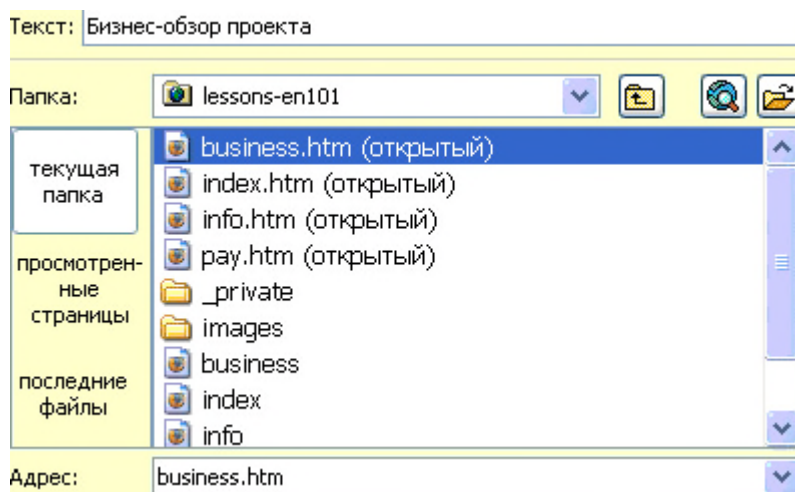 Текст: Бизнес-обзор проекта
Папка: lessons-en101
текущая
папка
просмотрен-
ные
страницы
последние
файлы
business.htm (открытый)
index.htm (открытый)
info.htm (открытый)
pay.htm (открытый)
_private
images
business
index
info
Адрес: business.htm